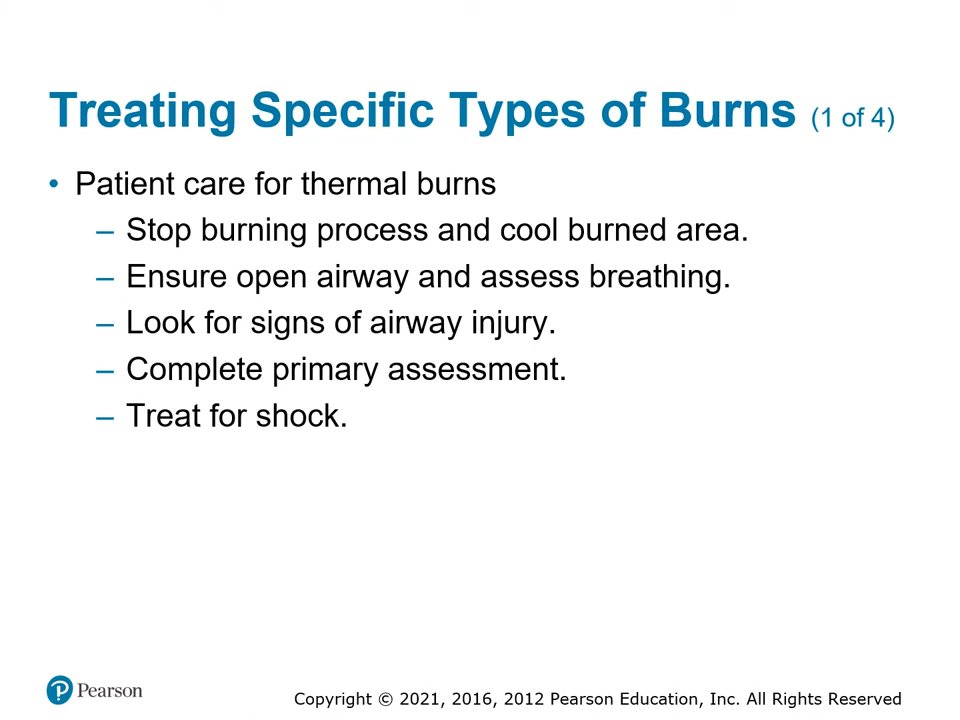 Treating Specific Types of Burns (1 of 4)
• Patient care for thermal burns
– Stop burning process and cool burned area.
– Ensure open airway and assess breathing.
– Look for signs of airway injury.
– Complete primary assessment.
– Treat for shock.
Pearson
Copyright © 2021, 2016, 2012 Pearson Education, Inc. All Rights Reserved